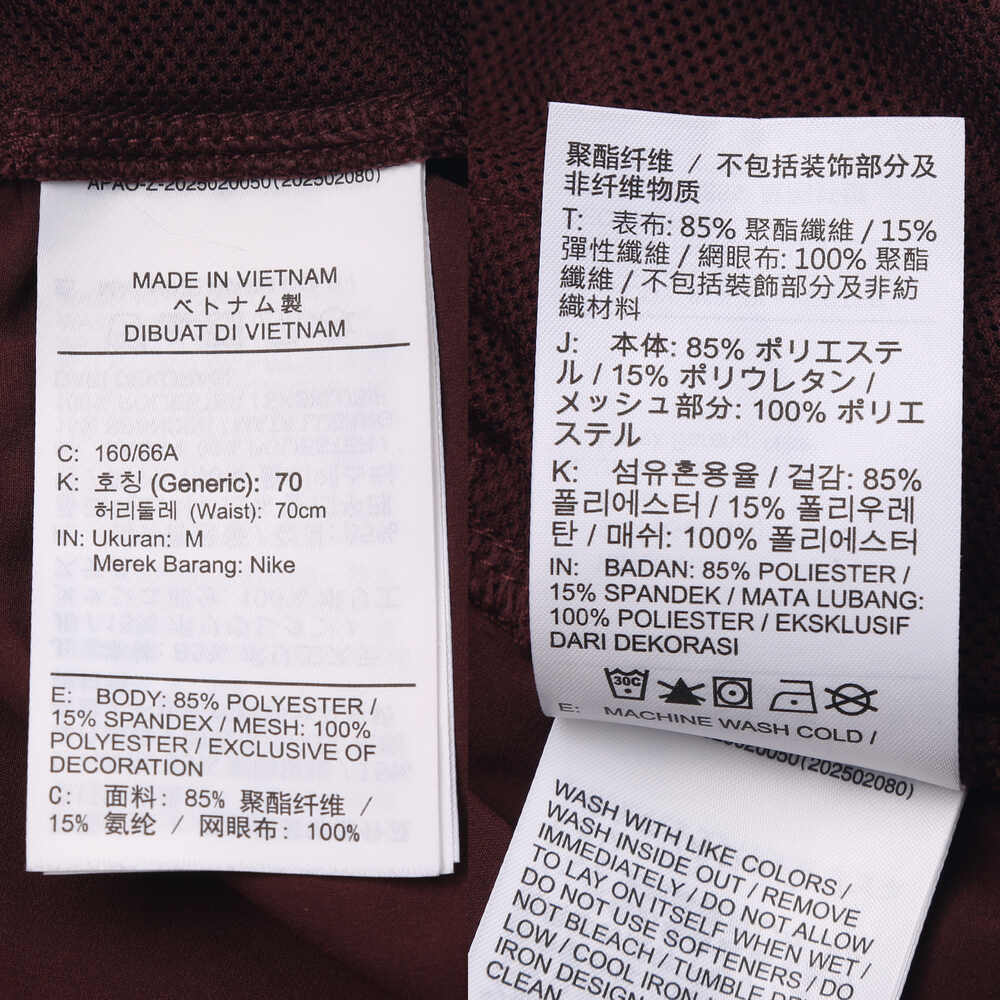 APAO-Z-2025020050(202502080)
MADE IN VIETNAM
ベトナム製
DIBUAT DI VIETNAM
C: 160/66A
K: 호칭 (Generic): 70
허리둘레 (Waist): 70cm
IN: Ukuran: M
Merek Barang: Nike
E: BODY: 85% POLYESTER /
15% SPANDEX / MESH: 100%
POLYESTER / EXCLUSIVE OF
DECORATION
C: 面料: 85% 聚酯纤维 /
15% 氨纶 / 网眼布: 100%
聚酯纤维 / 不包括装饰部分及
非纤维物质
T: 表布: 85% 聚酯纖維 / 15%
彈性纖維 / 網眼布: 100% 聚酯
纖維 / 不包括裝飾部分及非紡
織材料
J: 本体: 85% ポリエステ
ル / 15% ポリウレタン /
メッシュ部分: 100% ポリエ
ステル
K: 섬유혼용율 / 겉감: 85%
폴리에스터 / 15% 폴리우레
탄 / 매쉬: 100% 폴리에스터
IN: BADAN: 85% POLIESTER /
15% SPANDEK / MATA LUBANG:
100% POLIESTER / EKSKLUSIF
DARI DEKORASI
30C
E: MACHINE WASH COLD /
0050(202502080)
WASH WITH LIKE COLORS /
WASH INSIDE OUT / REMOVE
IMMEDIATELY / DO NOT ALLOW
TO LAY ON ITSELF WHEN WET /
DO NOT USE SOFTENERS / DO
NOT BLEACH / TUMBLE
LOW / COOL IRON
IRON DESIGN
CLEAN